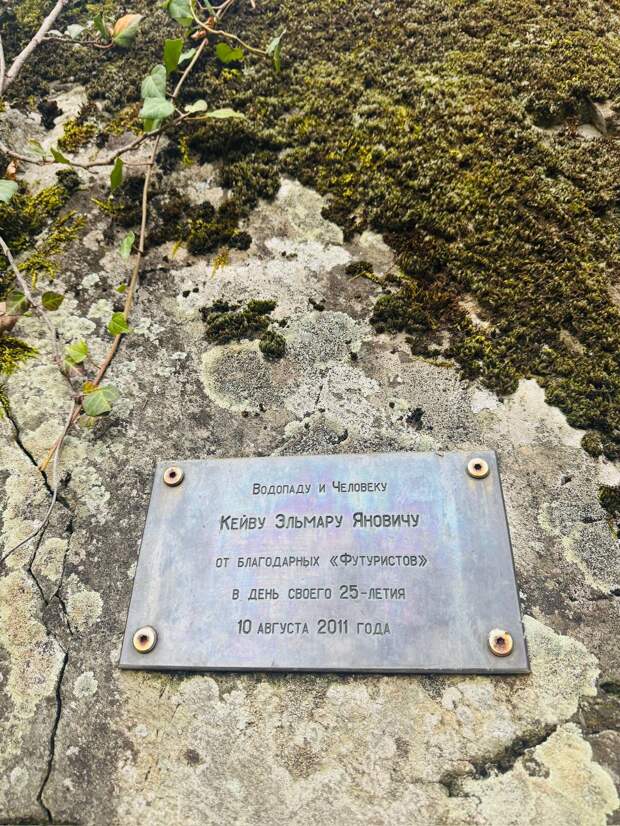 Водопаду и Человеку
Кейву Эльмару Яновичу
от благодарных «Футуристов»
в день своего 25-летия
10 августа 2011 года